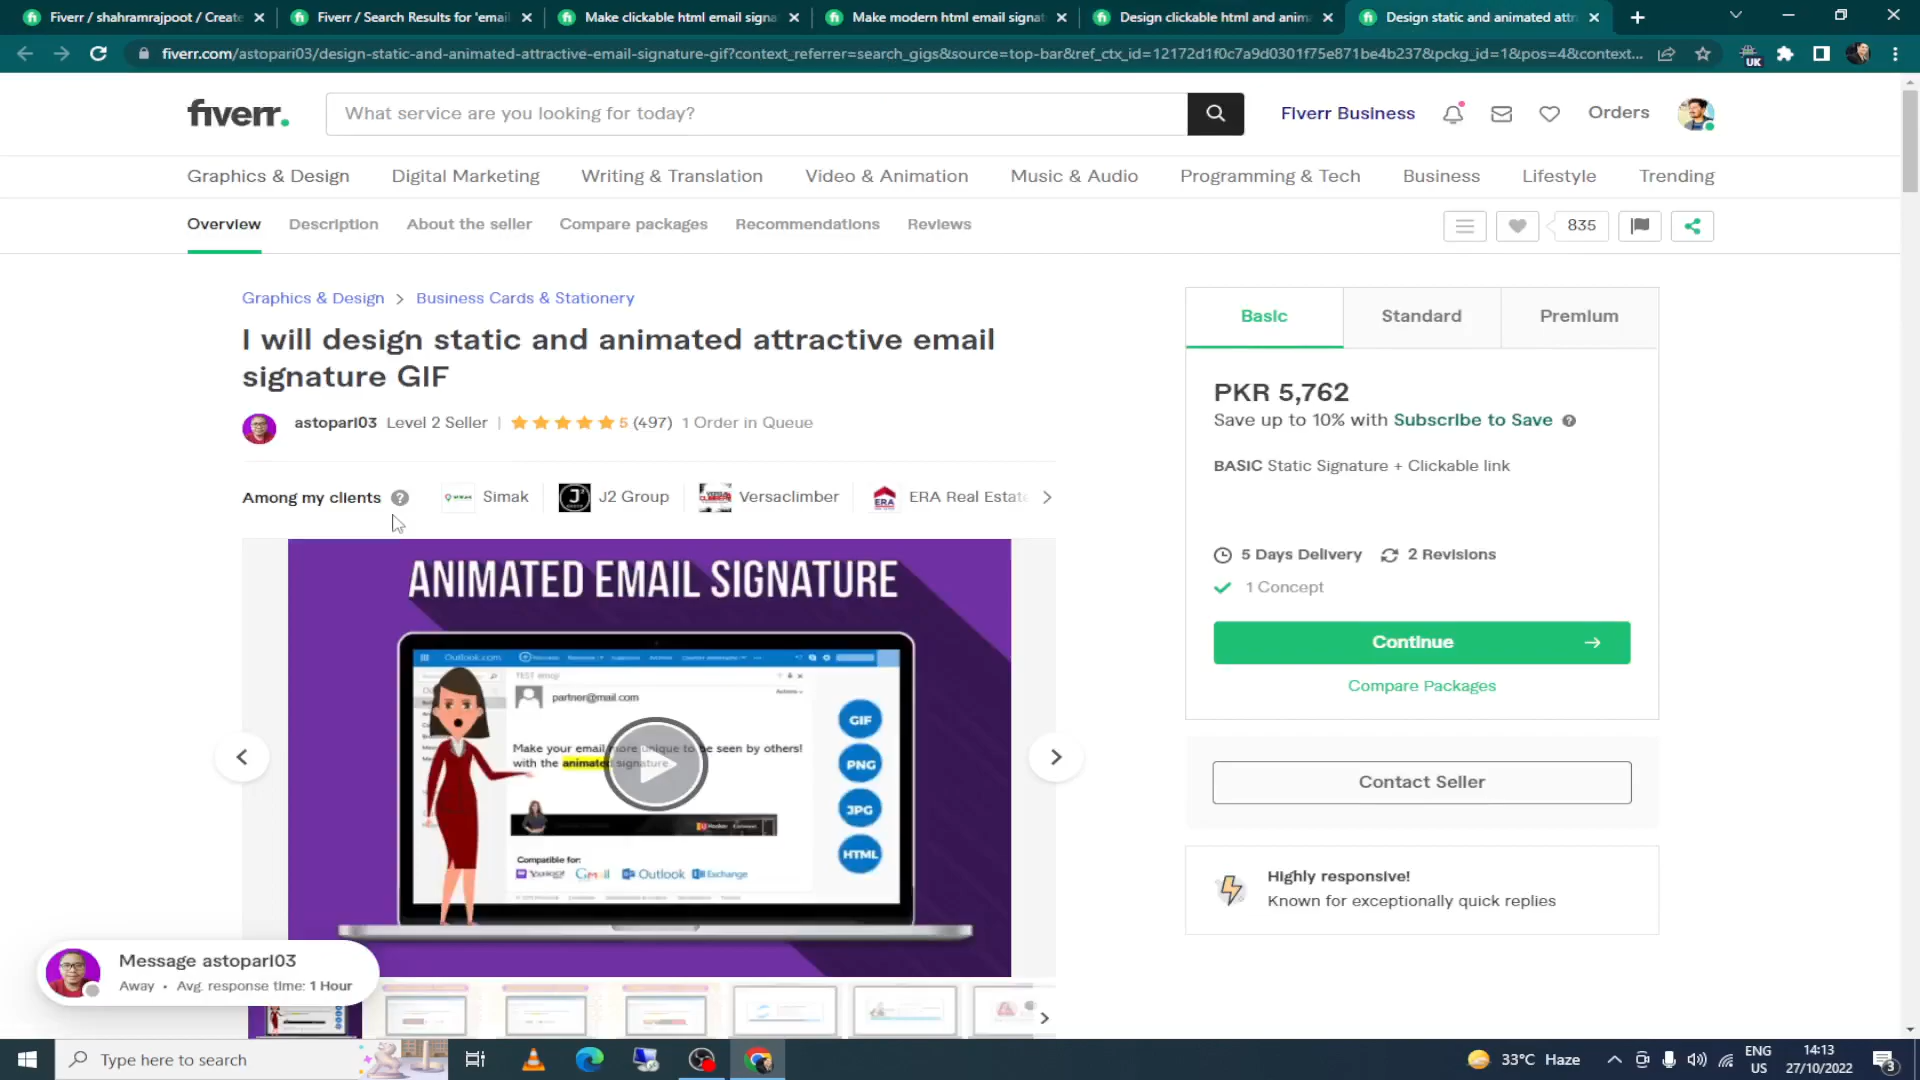 Fiverr / shahramrajpoot / Create
Fiverr / Search Results for 'email
Make clickable html email signa
Make modern html email signat
Design clickable html and anim
Design static and animated attr
fiverr.com/astopari03/design-static-and-animated-attractive-email-signature-gif?context_referrer=search_gigs&source=top-bar&ref_ctx_id=12172d1f0c7a9d0301f75e871be4b237&pckg_id=1&pos=4&context...
UK
fiverr.
What service are you looking for today?
Fiverr Business
Orders
Graphics & Design Digital Marketing Writing & Translation Video & Animation Music & Audio Programming & Tech Business Lifestyle Trending
Overview Description About the seller Compare packages Recommendations Reviews
835
Graphics & Design > Business Cards & Stationery
I will design static and animated attractive email
signature GIF
astopari03 Level 2 Seller | 5 (497) 1 Order in Queue
Among my clients ? Simak J2 Group Versaclimber ERA Real Estate
ANIMATED EMAIL SIGNATURE
Outlook.com
TEST emoji
partner@mail.com
Make your email more unique to be seen by others!
with the animated signature
GIF
PNG
JPG
HTML
Compatible for:
Yahoo! Gmail Outlook Exchange
Basic Standard Premium
PKR 5,762
Save up to 10% with Subscribe to Save ?
BASIC Static Signature + Clickable link
5 Days Delivery 2 Revisions
1 Concept
Continue
Compare Packages
Contact Seller
Highly responsive!
Known for exceptionally quick replies
Message astopari03
Away • Avg. response time: 1 Hour
Type here to search
33°C Haze
ENG
US
14:13
27/10/2022
3